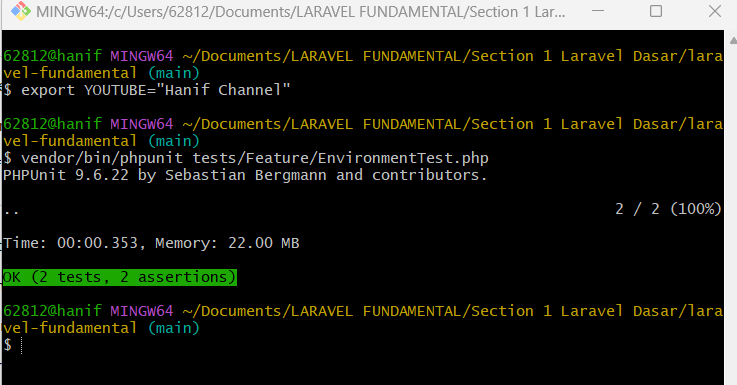 MINGW64:/c/Users/62812/Documents/LARAVEL FUNDAMENTAL/Section 1 Lar...
62812@hanif MINGW64 ~/Documents/LARAVEL FUNDAMENTAL/Section 1 Laravel Dasar/lara
vel-fundamental (main)
$ export YOUTUBE="Hanif Channel"
62812@hanif MINGW64 ~/Documents/LARAVEL FUNDAMENTAL/Section 1 Laravel Dasar/lara
vel-fundamental (main)
$ vendor/bin/phpunit tests/Feature/EnvironmentTest.php
PHPUnit 9.6.22 by Sebastian Bergmann and contributors.
.. 2 / 2 (100%)
Time: 00:00.353, Memory: 22.00 MB
OK (2 tests, 2 assertions)
62812@hanif MINGW64 ~/Documents/LARAVEL FUNDAMENTAL/Section 1 Laravel Dasar/lara
vel-fundamental (main)
$